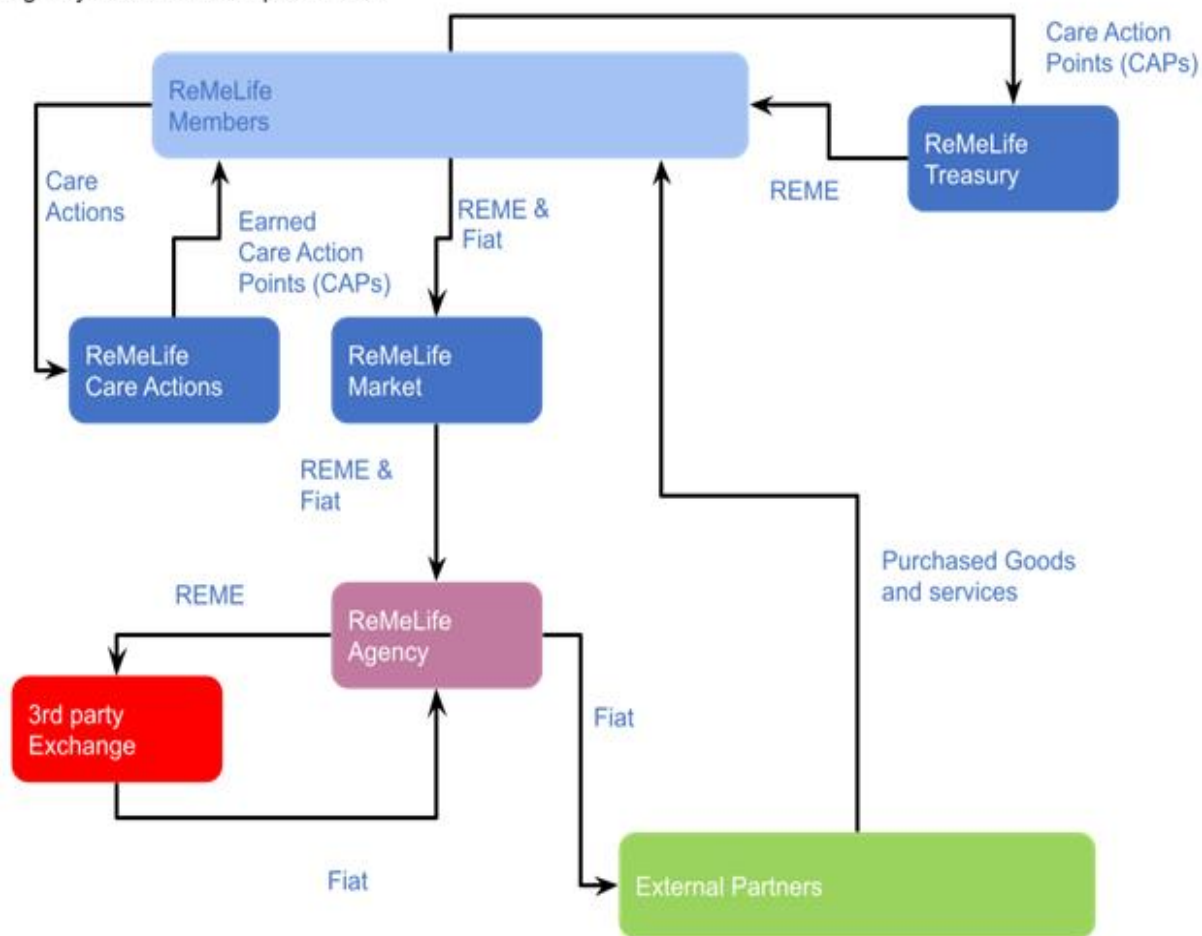 Care Action
Points (CAPs)
ReMeLife
Members
ReMeLife
Treasury
REME
Care
Actions
Earned
Care Action
Points (CAPs)
REME &
Fiat
ReMeLife
Care Actions
ReMeLife
Market
REME &
Fiat
Purchased Goods
and services
REME
ReMeLife
Agency
3rd party
Exchange
Fiat
Fiat
External Partners